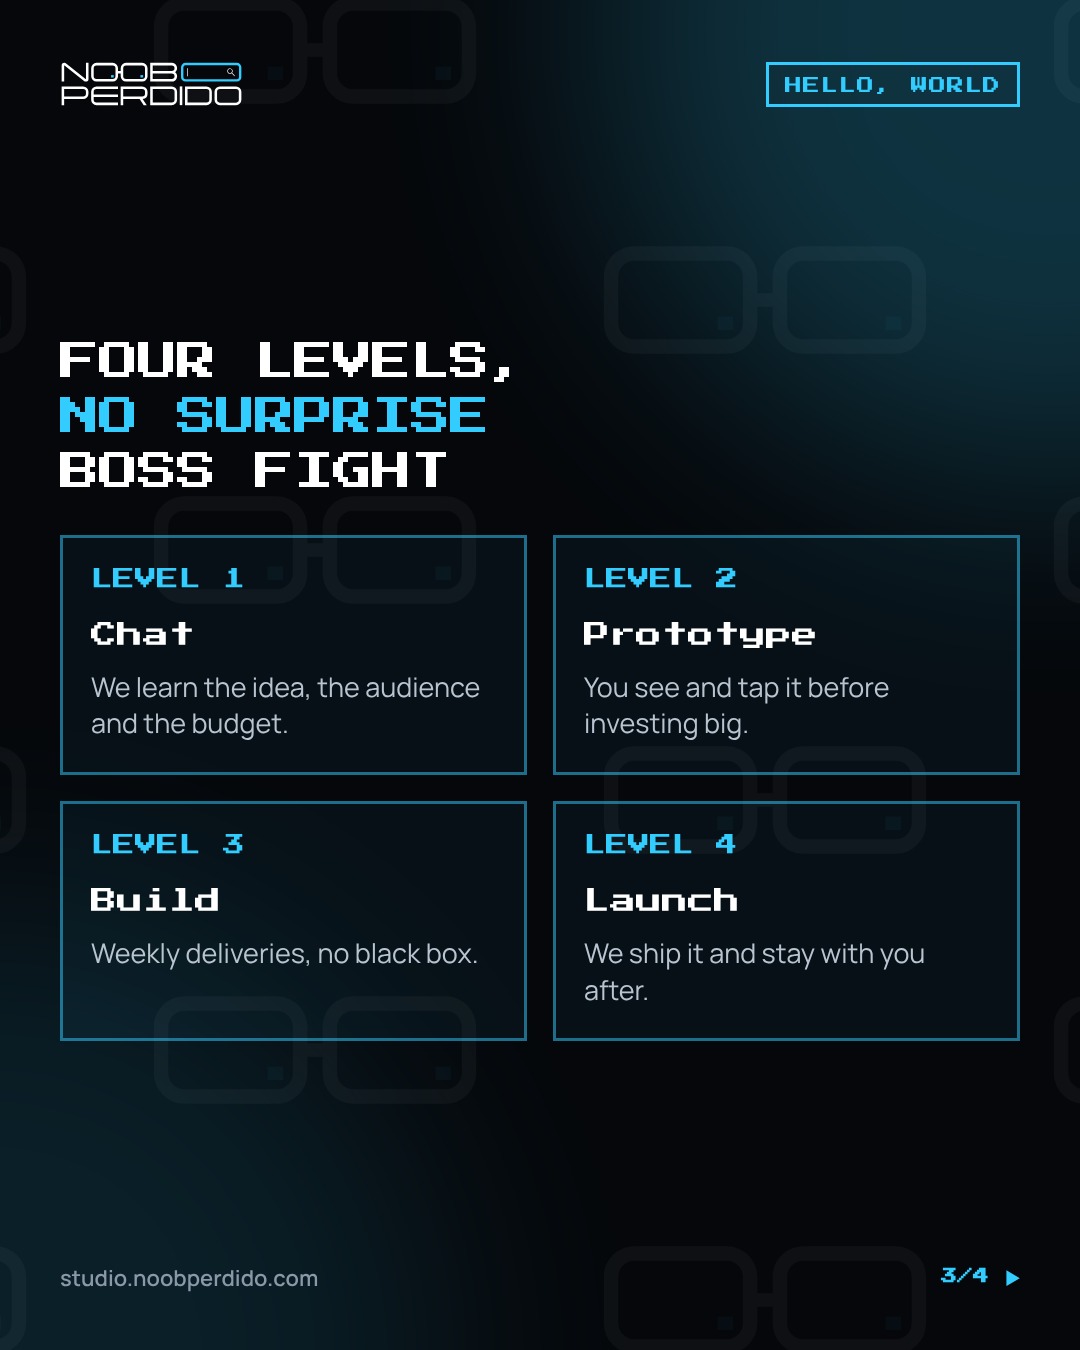 NOOB
PERDIDO
HELLO, WORLD
FOUR LEVELS,
NO SURPRISE
BOSS FIGHT
LEVEL 1
Chat
We learn the idea, the audience
and the budget.
LEVEL 2
Prototype
You see and tap it before
investing big.
LEVEL 3
Build
Weekly deliveries, no black box.
LEVEL 4
Launch
We ship it and stay with you
after.
studio.noobperdido.com
3/4